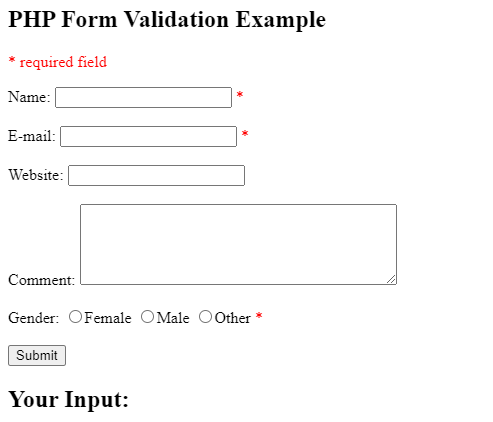 PHP Form Validation Example
* required field
Name: *
E-mail: *
Website:
Comment:
Gender: Female Male Other *
Submit
Your Input: